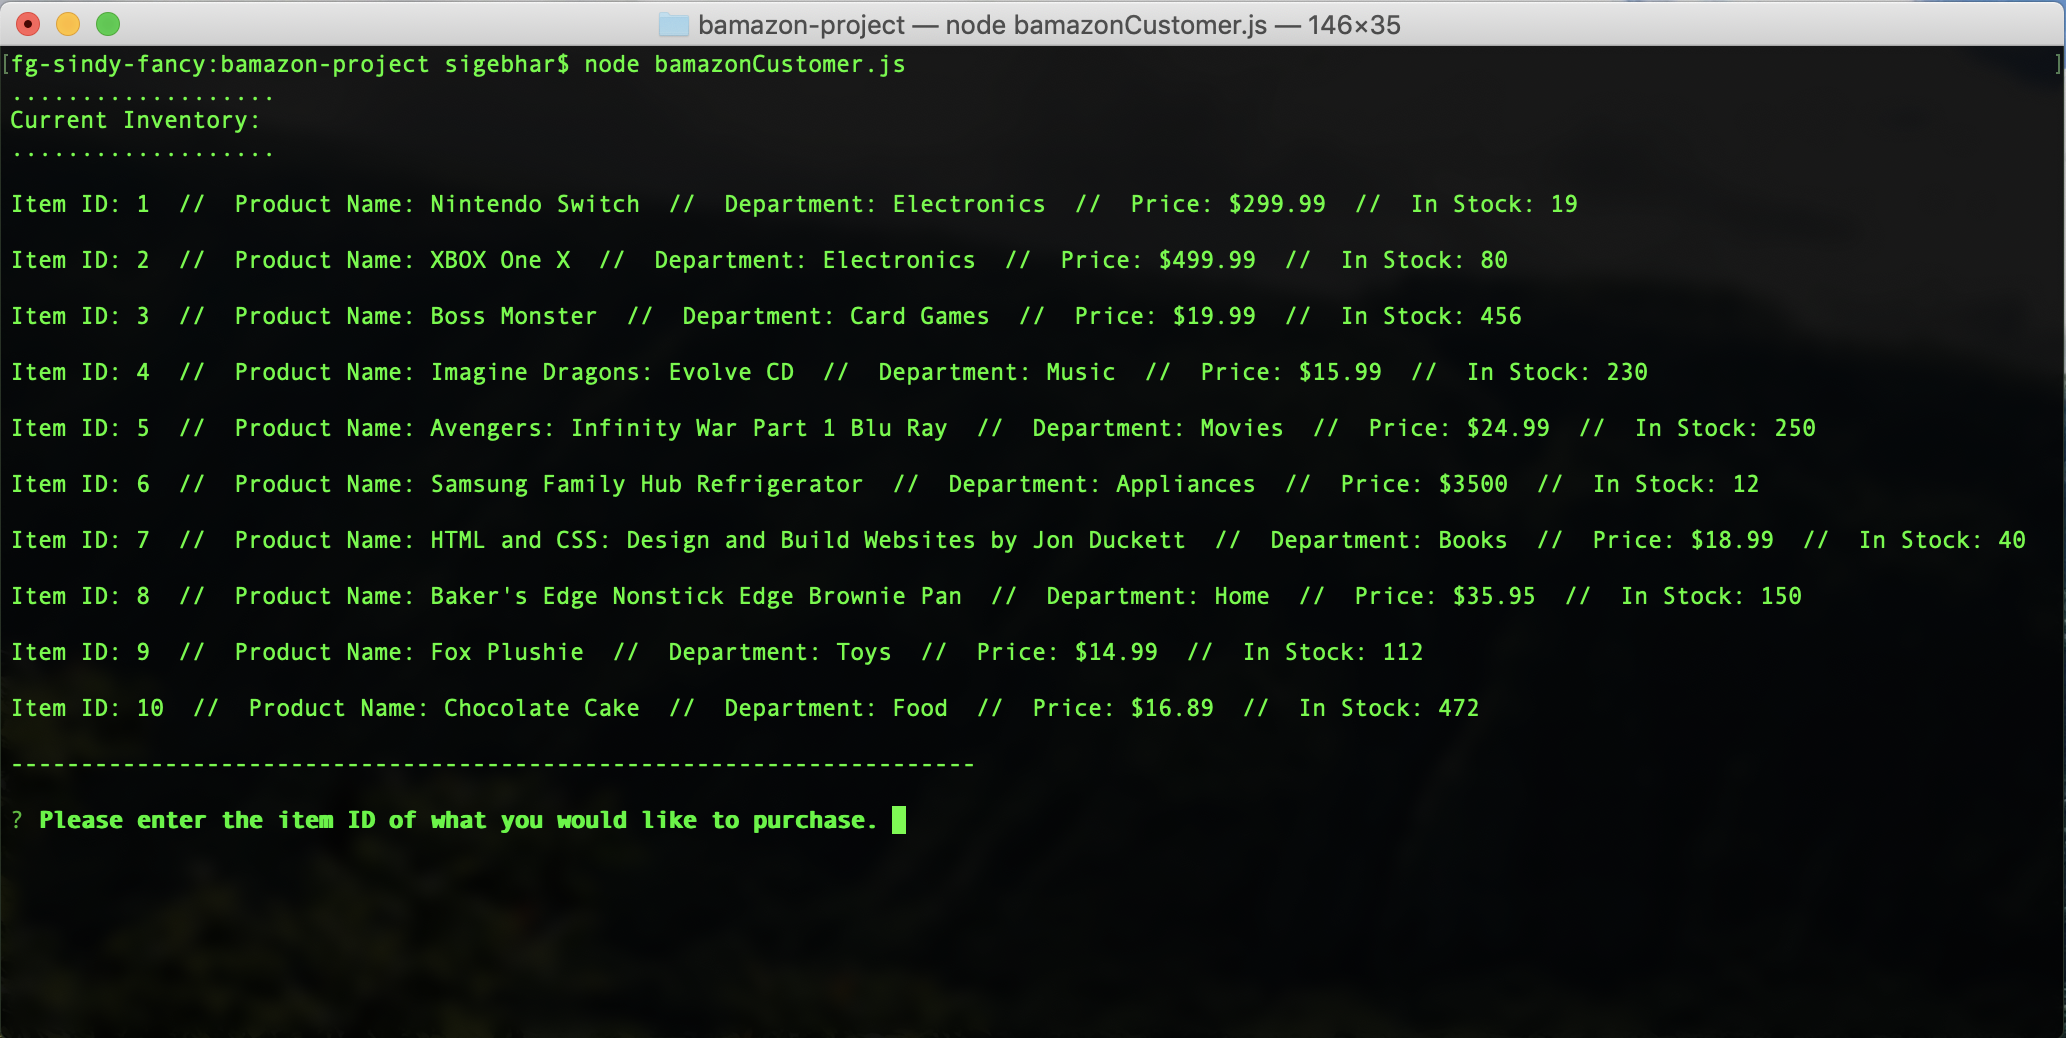 bamazon-project — node bamazonCustomer.js — 146×35
[fg-sindy-fancy:bamazon-project sigebhar$ node bamazonCustomer.js ]
...................
Current Inventory:
...................
Item ID: 1  //  Product Name: Nintendo Switch  //  Department: Electronics  //  Price: $299.99  //  In Stock: 19
Item ID: 2  //  Product Name: XBOX One X  //  Department: Electronics  //  Price: $499.99  //  In Stock: 80
Item ID: 3  //  Product Name: Boss Monster  //  Department: Card Games  //  Price: $19.99  //  In Stock: 456
Item ID: 4  //  Product Name: Imagine Dragons: Evolve CD  //  Department: Music  //  Price: $15.99  //  In Stock: 230
Item ID: 5  //  Product Name: Avengers: Infinity War Part 1 Blu Ray  //  Department: Movies  //  Price: $24.99  //  In Stock: 250
Item ID: 6  //  Product Name: Samsung Family Hub Refrigerator  //  Department: Appliances  //  Price: $3500  //  In Stock: 12
Item ID: 7  //  Product Name: HTML and CSS: Design and Build Websites by Jon Duckett  //  Department: Books  //  Price: $18.99  //  In Stock: 40
Item ID: 8  //  Product Name: Baker's Edge Nonstick Edge Brownie Pan  //  Department: Home  //  Price: $35.95  //  In Stock: 150
Item ID: 9  //  Product Name: Fox Plushie  //  Department: Toys  //  Price: $14.99  //  In Stock: 112
Item ID: 10  //  Product Name: Chocolate Cake  //  Department: Food  //  Price: $16.89  //  In Stock: 472
---------------------------------------------------------------------
? Please enter the item ID of what you would like to purchase.